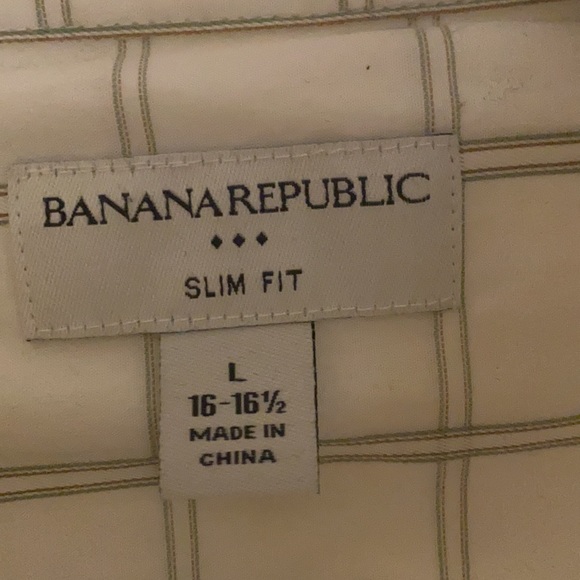 BANANA REPUBLIC
SLIM FIT
L
16-16½
MADE IN
CHINA